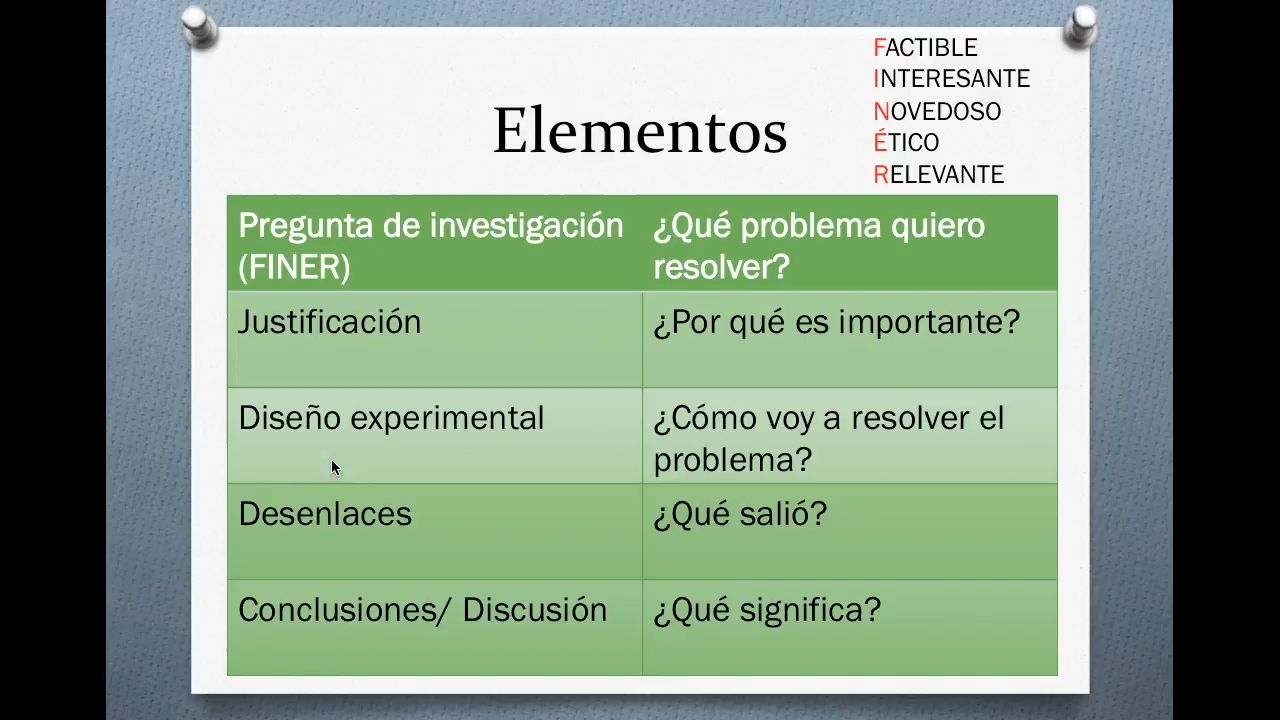 FACTIBLE
INTERESANTE
NOVEDOSO
ÉTICO
RELEVANTE
Elementos
Pregunta de investigación
(FINER)
¿Qué problema quiero
resolver?
Justificación
¿Por qué es importante?
Diseño experimental
¿Cómo voy a resolver el
problema?
Desenlaces
¿Qué salió?
Conclusiones/ Discusión
¿Qué significa?